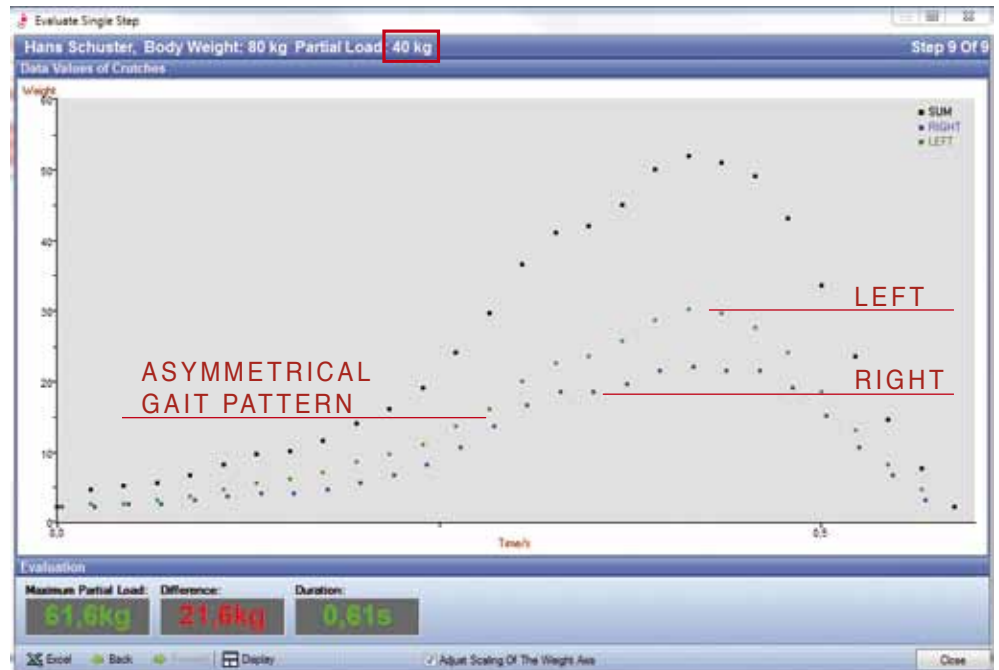 Evaluate Single Step
Hans Schuster, Body Weight: 80 kg Partial Load: 40 kg
Step 9 Of 9
Data Values of Crutches
Weight
60
SUM
RIGHT
LEFT
50
40
30
LEFT
ASYMMETRICAL
GAIT PATTERN
20
RIGHT
10
0
0,0
0,5
Time/s
Evaluation
Maximum Partial Load: Difference: Duration:
61,6kg 21,6kg 0,61s
Excel Back Forward Display Adjust Scaling Of The Weight Axis Close